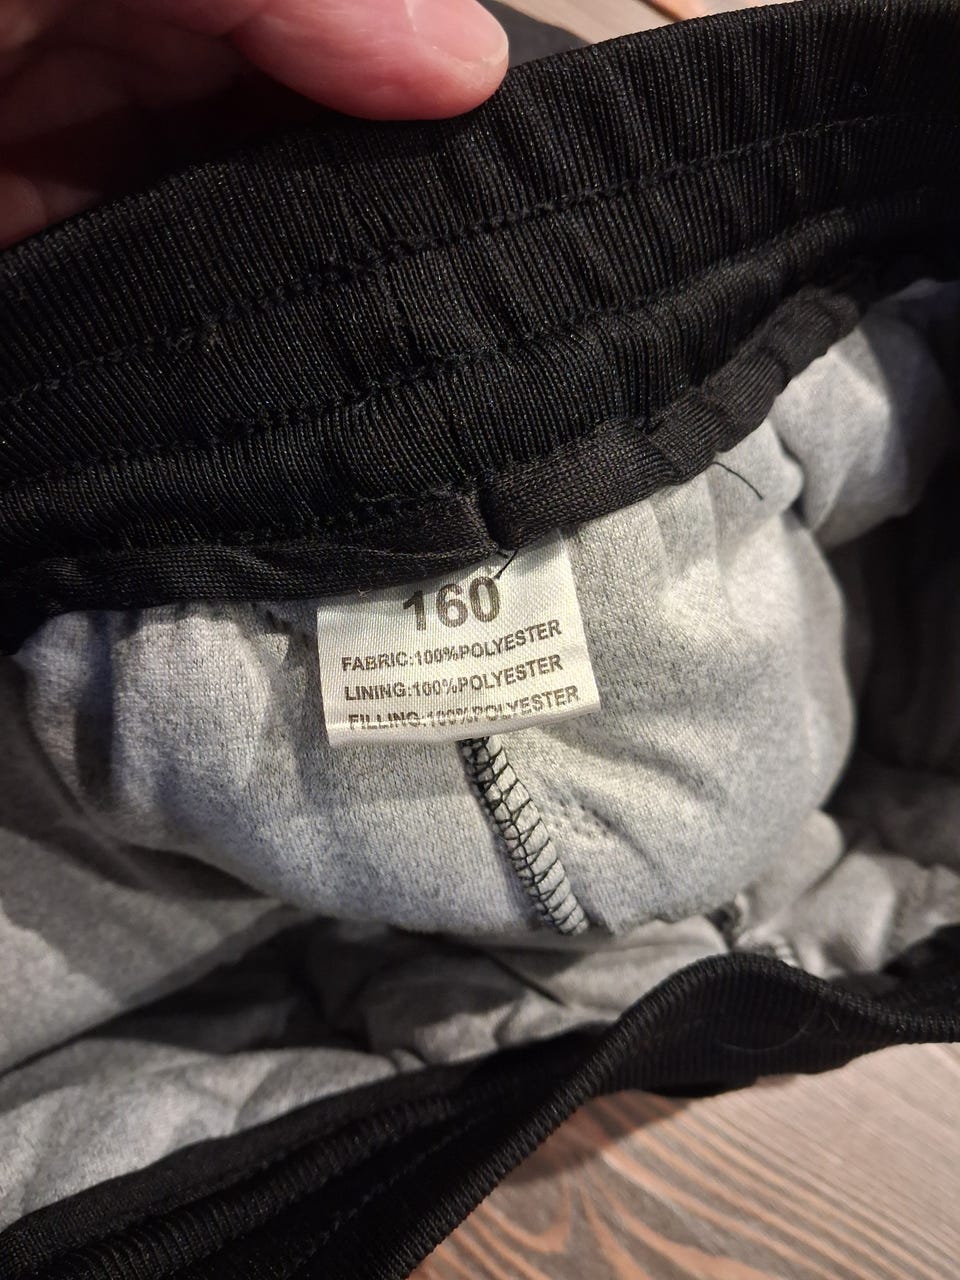 160
FABRIC:100%POLYESTER
LINING:100%POLYESTER
FILLING:100%POLYESTER